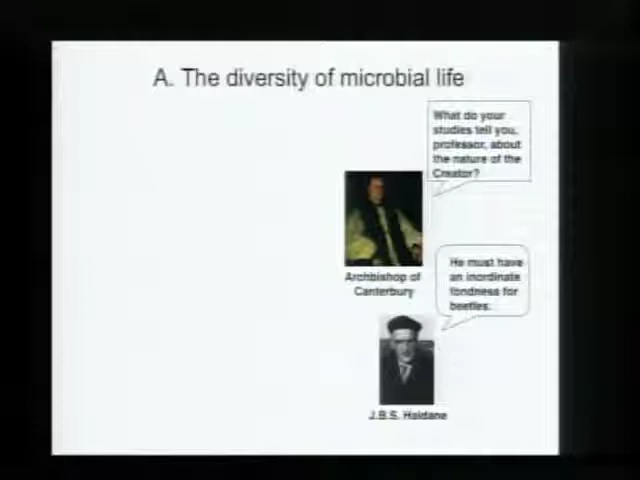 A. The diversity of microbial life
What do your
studies tell you,
professor, about
the nature of the
Creator?
Archbishop of
Canterbury
He must have
an inordinate
fondness for
beetles.
J.B.S. Haldane